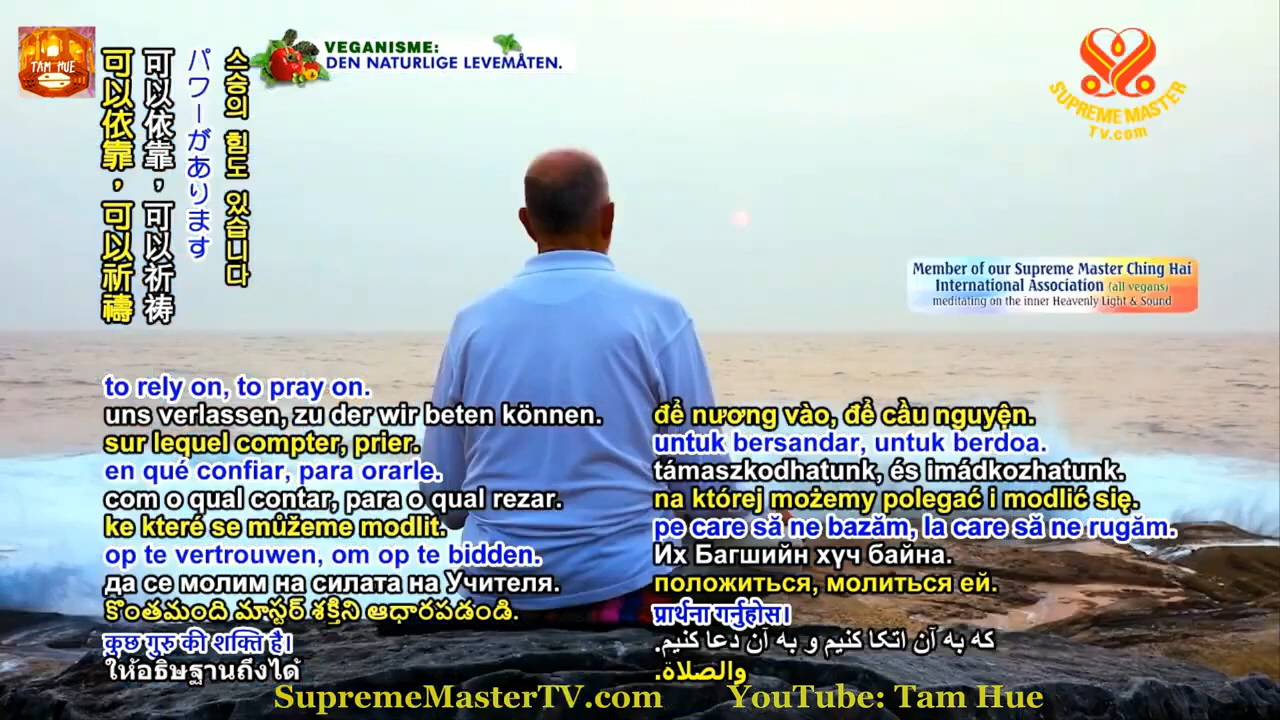 TAM HUE
VEGANISME:
DEN NATURLIGE LEVEMÅTEN.
SUPREME MASTER
TV.com
可以依靠，可以祈禱
可以依靠，可以祈祷
パワーがあります
스승의 힘도 있습니다
Member of our Supreme Master Ching Hai
International Association (all vegans)
meditating on the inner Heavenly Light & Sound
to rely on, to pray on.
uns verlassen, zu der wir beten können.
sur lequel compter, prier.
en qué confiar, para orarle.
com o qual contar, para o qual rezar.
ke které se můžeme modlit.
op te vertrouwen, om op te bidden.
да се молим на силата на Учителя.
కొంతమంది మాస్టర్ శక్తిని ఆధారపడండి.
कुछ गुरु की शक्ति है।
ให้อธิษฐานถึงได้
để nương vào, để cầu nguyện.
untuk bersandar, untuk berdoa.
támaszkodhatunk, és imádkozhatunk.
na której możemy polegać i modlić się.
pe care să ne bazăm, la care să ne rugăm.
Их Багшийн хүч байна.
положиться, молиться ей.
प्रार्थना गर्नुहोस।
که به آن اتکا کنیم و به آن دعا کنیم.
والصلاة.
SupremeMasterTV.com YouTube: Tam Hue